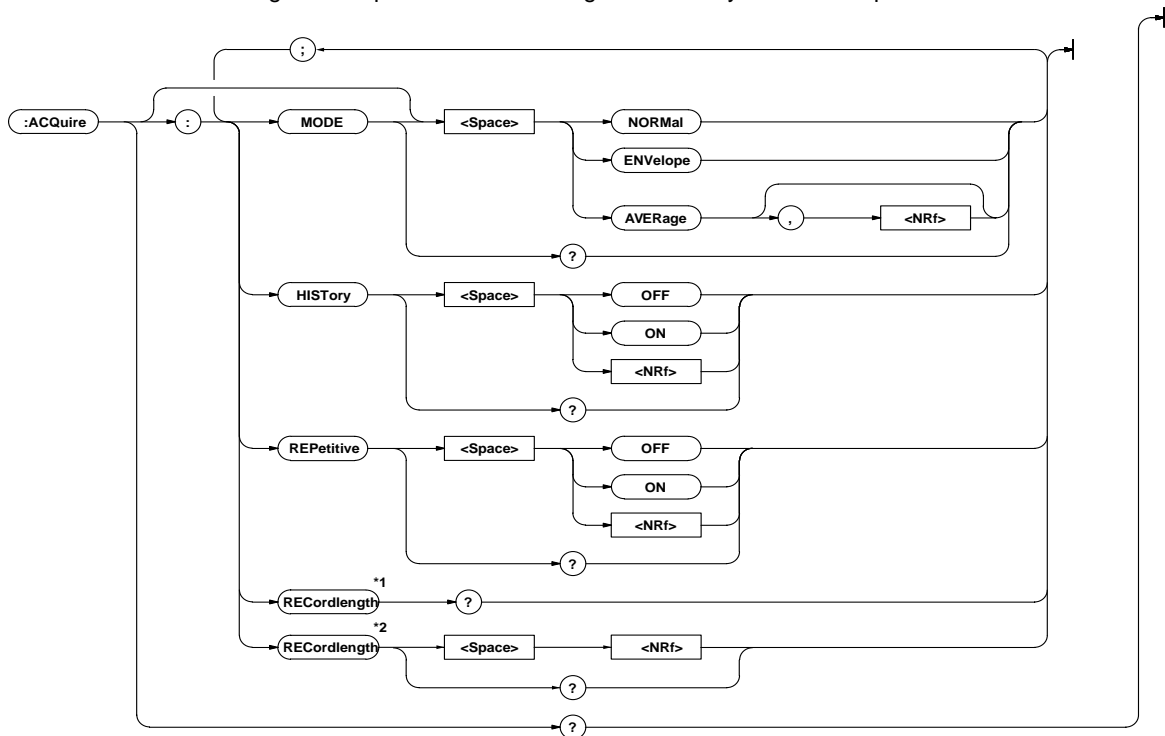 ;
:ACQuire : MODE <Space> NORMal
ENVelope
AVERage , <NRf>
?
HISTory <Space> OFF
ON
<NRf>
?
REPetitive <Space> OFF
ON
<NRf>
?
*1
RECordlength ?
*2
RECordlength <Space> <NRf>
?
?